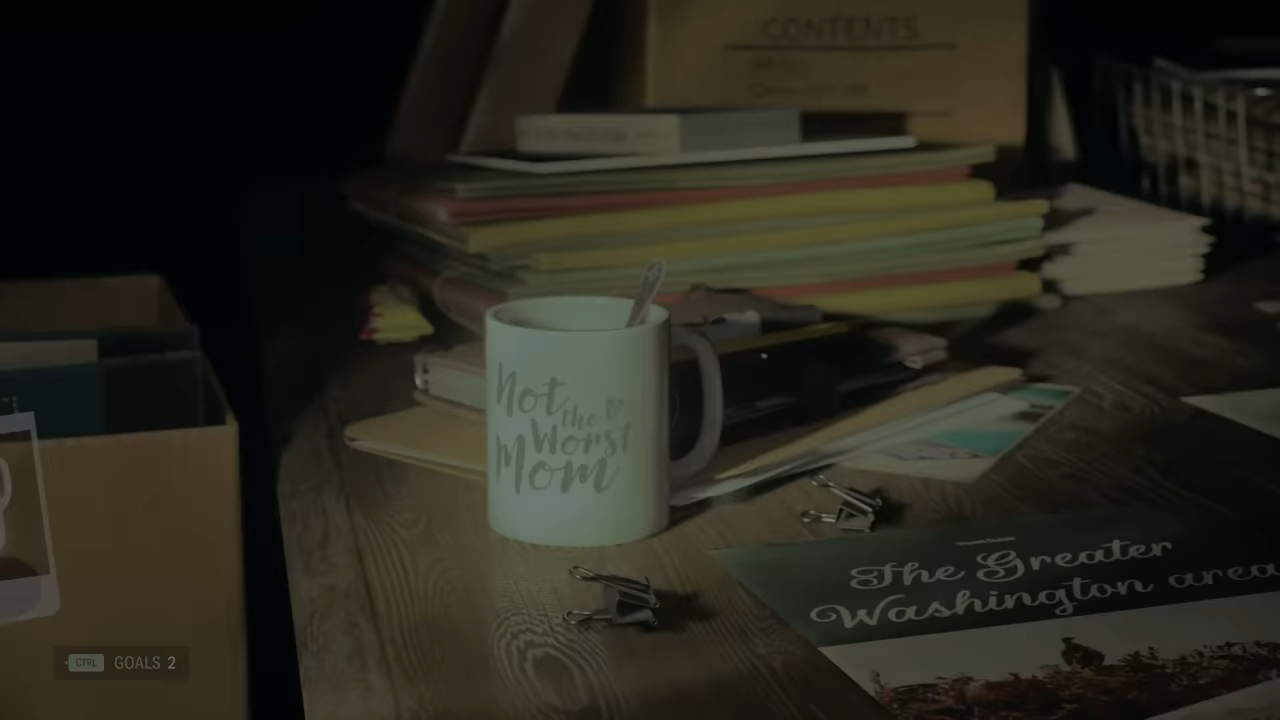 CONTENTS
Not
the
Worst
Mom
The Greater
Washington area
CTRL
GOALS 2